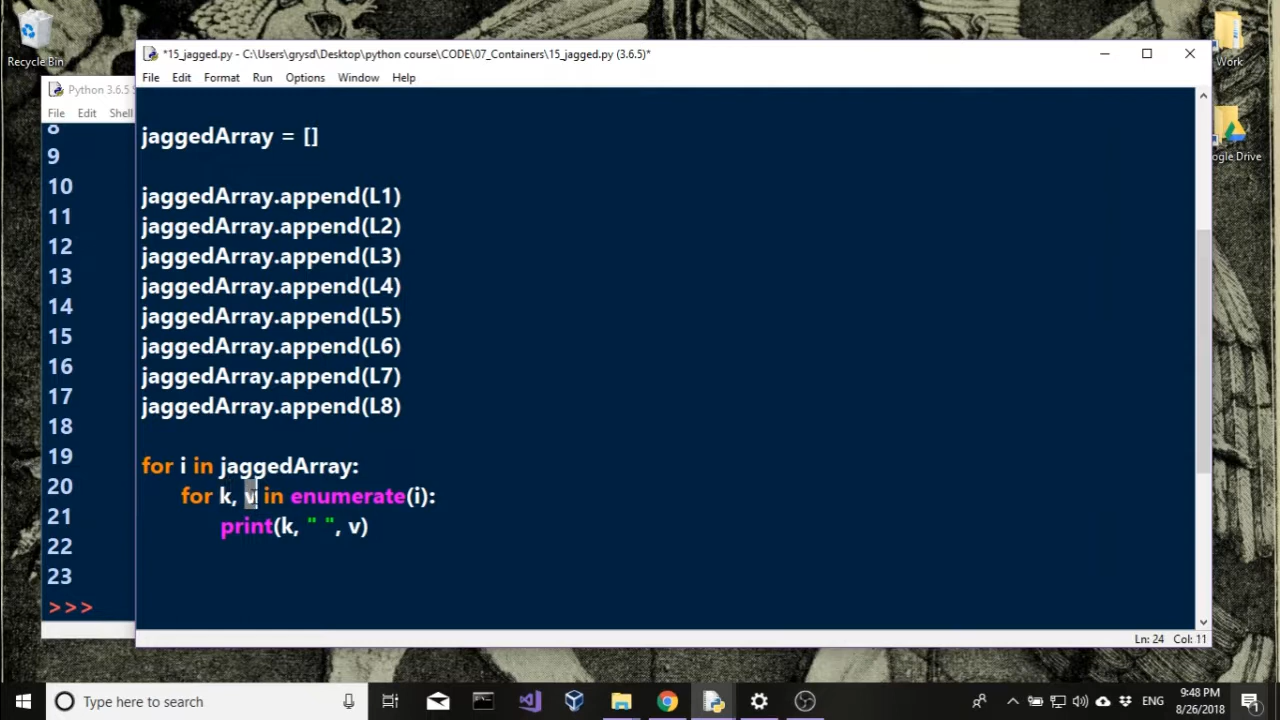 Recycle Bin
Work
ogle Drive
Python 3.6.5
File Edit Shell
8
9
10
11
12
13
14
15
16
17
18
19
20
21
22
23
>>>
*15_jagged.py - C:\Users\grysd\Desktop\python course\CODE\07_Containers\15_jagged.py (3.6.5)*
File Edit Format Run Options Window Help
jaggedArray = []
jaggedArray.append(L1)
jaggedArray.append(L2)
jaggedArray.append(L3)
jaggedArray.append(L4)
jaggedArray.append(L5)
jaggedArray.append(L6)
jaggedArray.append(L7)
jaggedArray.append(L8)
for i in jaggedArray:
for k, v in enumerate(i):
print(k, " ", v)
Ln: 24 Col: 11
Type here to search
ENG
9:48 PM
8/26/2018
1